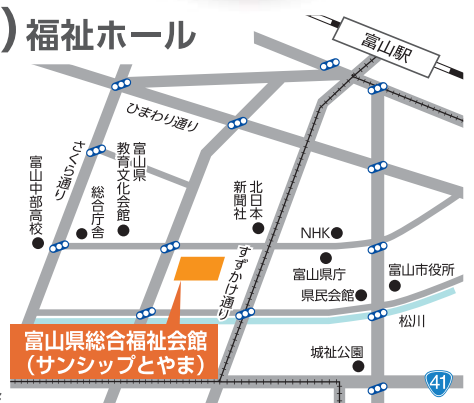 ）福祉ホール
富山駅
ひまわり通り
さくら通り
富山県
教育文化会館
富山中部高校
総合庁舎
北日本
新聞社
すずかけ通り
NHK
富山県庁
富山市役所
県民会館
松川
富山県総合福祉会館
（サンシップとやま）
城祉公園
41